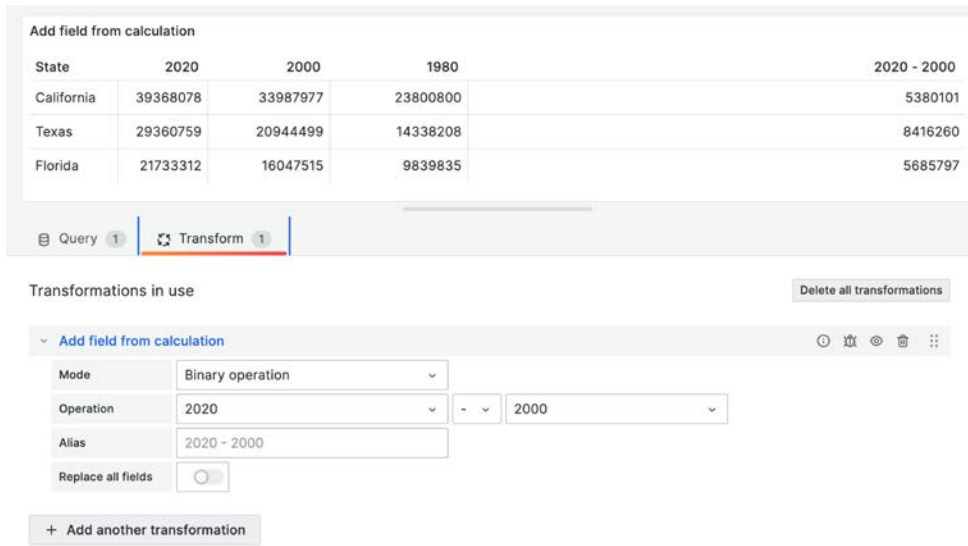 Add field from calculation
State 2020 2000 1980 2020 - 2000
California 39368078 33987977 23800800 5380101
Texas 29360759 20944499 14338208 8416260
Florida 21733312 16047515 9839835 5685797
Query 1 Transform 1
Transformations in use Delete all transformations
Add field from calculation
Mode Binary operation
Operation 2020 - 2000
Alias 2020 - 2000
Replace all fields
+ Add another transformation